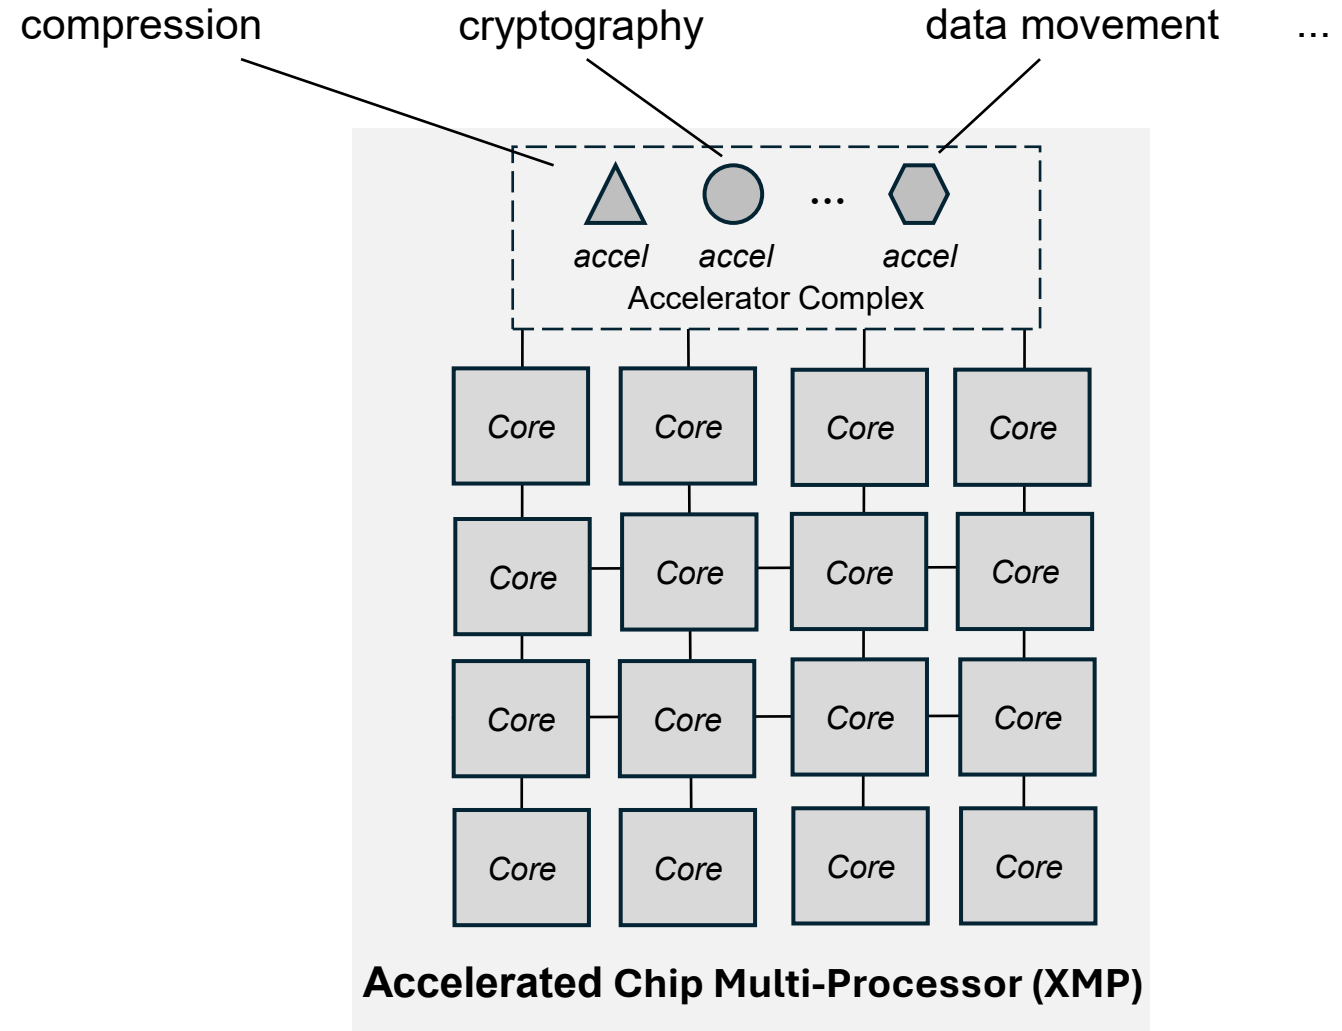 compression cryptography data movement ...
...
accel accel accel
Accelerator Complex
Core Core Core Core
Core Core Core Core
Core Core Core Core
Core Core Core Core
Accelerated Chip Multi-Processor (XMP)